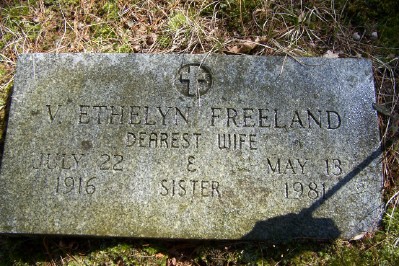 V. ETHELYN FREELAND
DEAREST WIFE
JULY 22 & MAY 13
1916 SISTER 1981